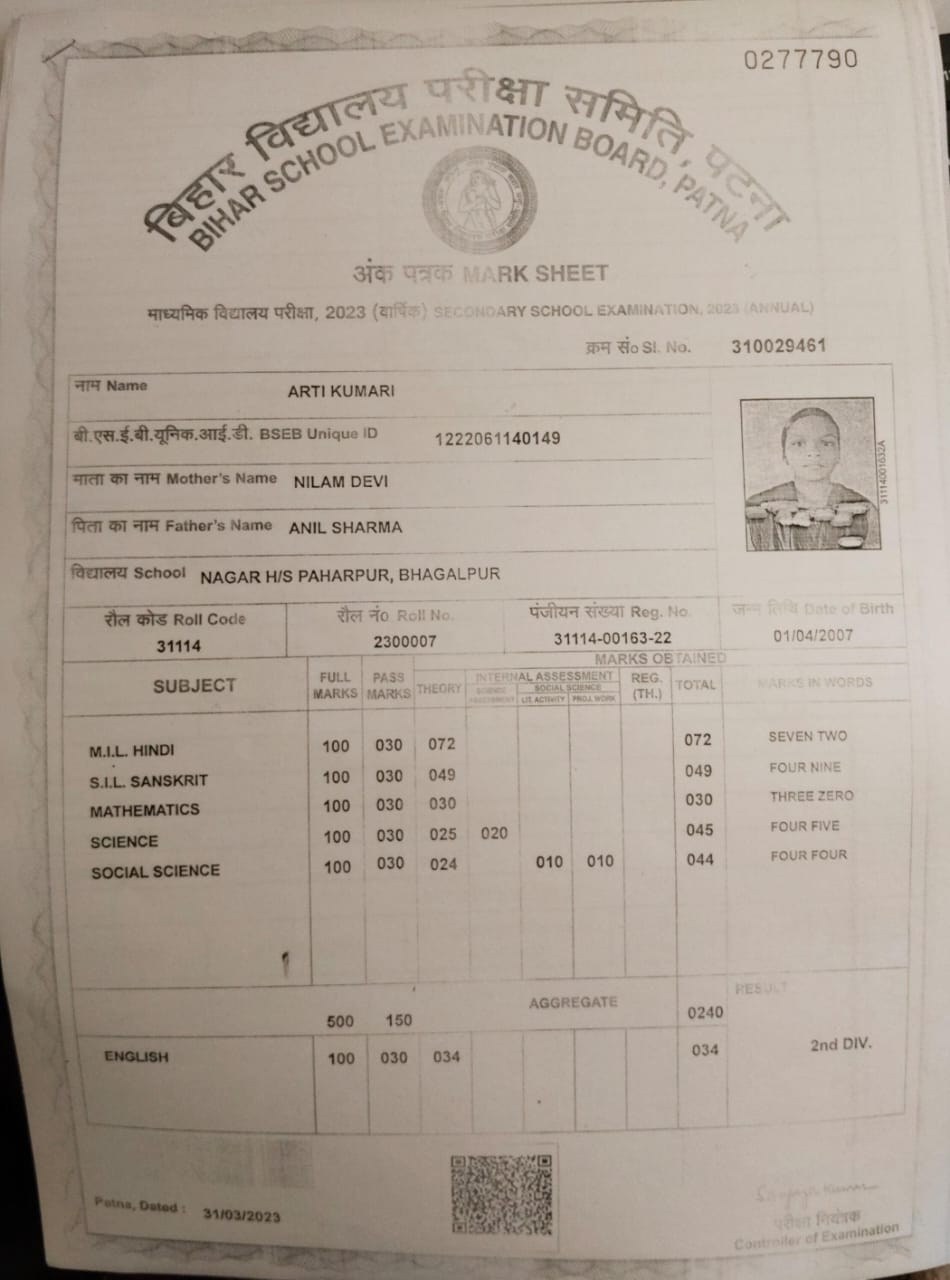 0277790
बिहार विद्यालय परीक्षा समिति, पटना
BIHAR SCHOOL EXAMINATION BOARD, PATNA
अंक पत्रक MARK SHEET
माध्यमिक विद्यालय परीक्षा, 2023 (वार्षिक) SECONDARY SCHOOL EXAMINATION, 2023 (ANNUAL)
क्रम सं० Sl. No. 310029461
नाम Name ARTI KUMARI
बी.एस.ई.बी.यूनिक.आई.डी. BSEB Unique ID 1222061140149
माता का नाम Mother's Name NILAM DEVI
पिता का नाम Father's Name ANIL SHARMA
31114001632A
विद्यालय School NAGAR H/S PAHARPUR, BHAGALPUR
रौल कोड Roll Code रौल नं० Roll No. पंजीयन संख्या Reg. No. जन्म तिथि Date of Birth
31114 2300007 31114-00163-22 01/04/2007
MARKS OBTAINED
SUBJECT FULL MARKS PASS MARKS THEORY INTERNAL ASSESSMENT REG. (TH.) TOTAL MARKS IN WORDS
SCIENCE SOCIAL SCIENCE
LIT. ACTIVITY PROJ. WORK
M.I.L. HINDI 100 030 072 072 SEVEN TWO
S.I.L. SANSKRIT 100 030 049 049 FOUR NINE
MATHEMATICS 100 030 030 030 THREE ZERO
SCIENCE 100 030 025 020 045 FOUR FIVE
SOCIAL SCIENCE 100 030 024 010 010 044 FOUR FOUR
RESULT
500 150 AGGREGATE 0240
ENGLISH 100 030 034 034 2nd DIV.
Patna, Dated : 31/03/2023
परीक्षा नियंत्रक
Controller of Examination